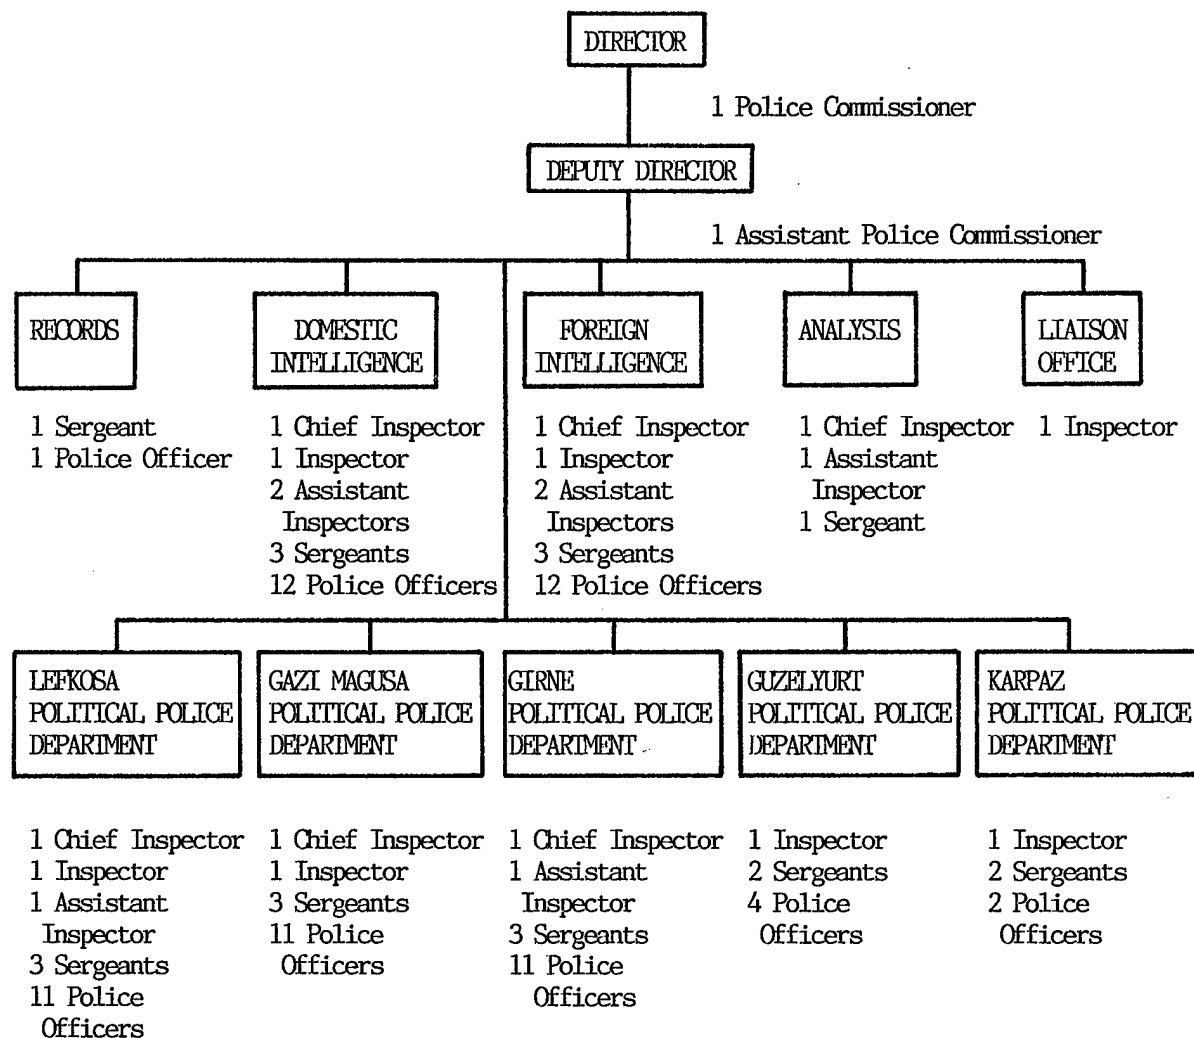 DIRECTOR
1 Police Commissioner
DEPUTY DIRECTOR
1 Assistant Police Commissioner
RECORDS
1 Sergeant
1 Police Officer
DOMESTIC
INTELLIGENCE
1 Chief Inspector
1 Inspector
2 Assistant
Inspectors
3 Sergeants
12 Police Officers
FOREIGN
INTELLIGENCE
1 Chief Inspector
1 Inspector
2 Assistant
Inspectors
3 Sergeants
12 Police Officers
ANALYSIS
1 Chief Inspector
1 Assistant
Inspector
1 Sergeant
LIAISON
OFFICE
1 Inspector
LEFKOSA
POLITICAL POLICE
DEPARTMENT
1 Chief Inspector
1 Inspector
1 Assistant
Inspector
3 Sergeants
11 Police
Officers
GAZI MAGUSA
POLITICAL POLICE
DEPARTMENT
1 Chief Inspector
1 Inspector
3 Sergeants
11 Police
Officers
GIRNE
POLITICAL POLICE
DEPARTMENT
1 Chief Inspector
1 Assistant
Inspector
3 Sergeants
11 Police
Officers
GUZELYURT
POLITICAL POLICE
DEPARTMENT
1 Inspector
2 Sergeants
4 Police
Officers
KARPAZ
POLITICAL POLICE
DEPARTMENT
1 Inspector
2 Sergeants
2 Police
Officers